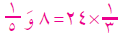 ١/٣ × ٢٤ = ٨ وَ ١/٥